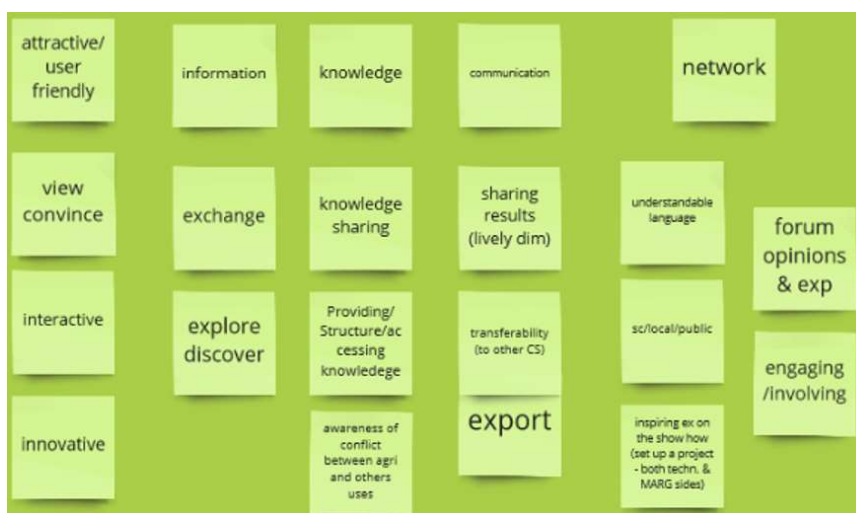 attractive/
user
friendly
information
knowledge
communication
network
view
convince
exchange
knowledge
sharing
sharing
results
(lively dim)
understandable
language
forum
opinions
& exp
interactive
explore
discover
Providing/
Structure/ac
cessing
knowledege
transferability
(to other CS)
sc/local/public
engaging
/involving
innovative
awareness of
conflict
between agri
and others
uses
export
inspiring ex on
the show how
(set up a project
- both techn. &
MARG sides)